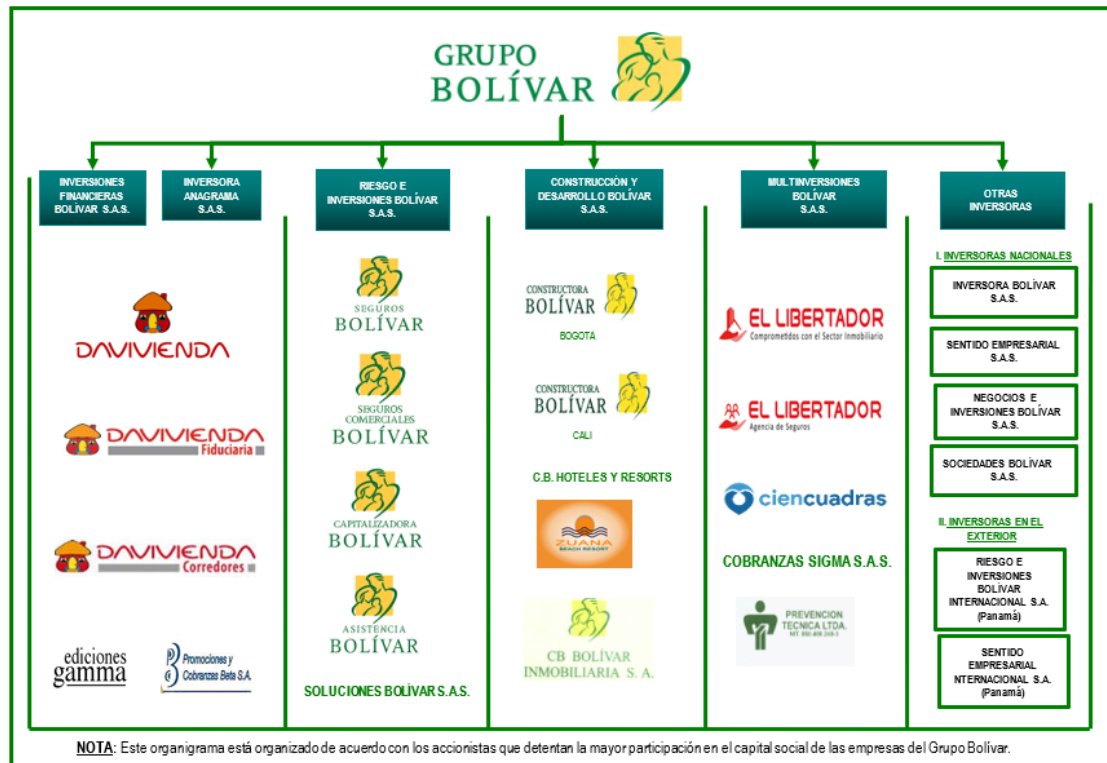 GRUPO
BOLÍVAR
INVERSIONES
FINANCIERAS
BOLÍVAR S.A.S.
INVERSORA
ANAGRAMA
S.A.S.
RIESGO E
INVERSIONES BOLÍVAR
S.A.S.
CONSTRUCCIÓN Y
DESARROLLO BOLÍVAR
S.A.S.
MULTINVERSIONES
BOLÍVAR
S.A.S.
OTRAS
INVERSORAS
DAVIVIENDA
DAVIVIENDA
Fiduciaria
DAVIVIENDA
Corredores
ediciones
gamma
Promociones y
Cobranzas Beta S.A.
SEGUROS
BOLÍVAR
SEGUROS
COMERCIALES
BOLÍVAR
CAPITALIZADORA
BOLÍVAR
ASISTENCIA
BOLÍVAR
SOLUCIONES BOLÍVAR S.A.S.
CONSTRUCTORA
BOLÍVAR
BOGOTA
CONSTRUCTORA
BOLÍVAR
CALI
C.B. HOTELES Y RESORTS
ZUANA
BEACH RESORT
CB BOLÍVAR
INMOBILIARIA S. A.
EL LIBERTADOR
Comprometidos con el Sector Inmobiliario
EL LIBERTADOR
Agencia de Seguros
ciencuadras
COBRANZAS SIGMA S.A.S.
PREVENCION
TECNICA LTDA.
I. INVERSORAS NACIONALES
INVERSORA BOLÍVAR
S.A.S.
SENTIDO EMPRESARIAL
S.A.S.
NEGOCIOS E
INVERSIONES BOLÍVAR
S.A.S.
SOCIEDADES BOLÍVAR
S.A.S.
II. INVERSORAS EN EL
EXTERIOR
RIESGO E
INVERSIONES
BOLÍVAR
INTERNACIONAL S.A.
(Panamá)
SENTIDO
EMPRESARIAL
NTERNACIONAL S.A.
(Panamá)
NOTA: Este organigrama está organizado de acuerdo con los accionistas que detentan la mayor participación en el capital social de las empresas del Grupo Bolívar.